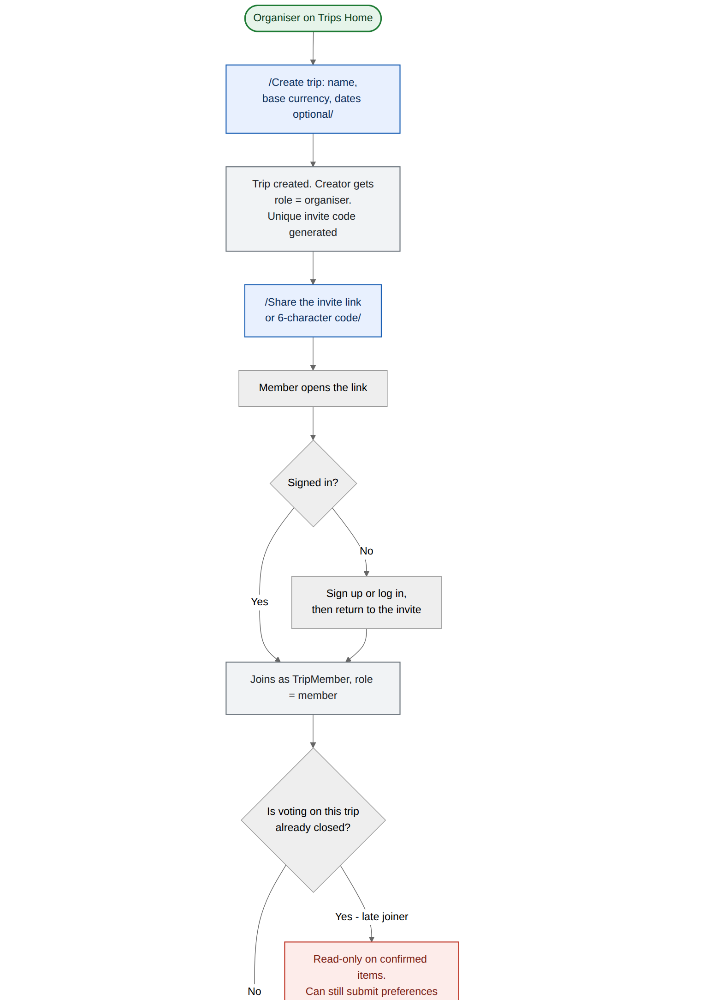 Organiser on Trips Home
/Create trip: name,
base currency, dates
optional/
Trip created. Creator gets
role = organiser.
Unique invite code
generated
/Share the invite link
or 6-character code/
Member opens the link
Signed in?
No
Sign up or log in,
then return to the invite
Yes
Joins as TripMember, role
= member
Is voting on this trip
already closed?
Yes - late joiner
Read-only on confirmed
items.
Can still submit preferences
No